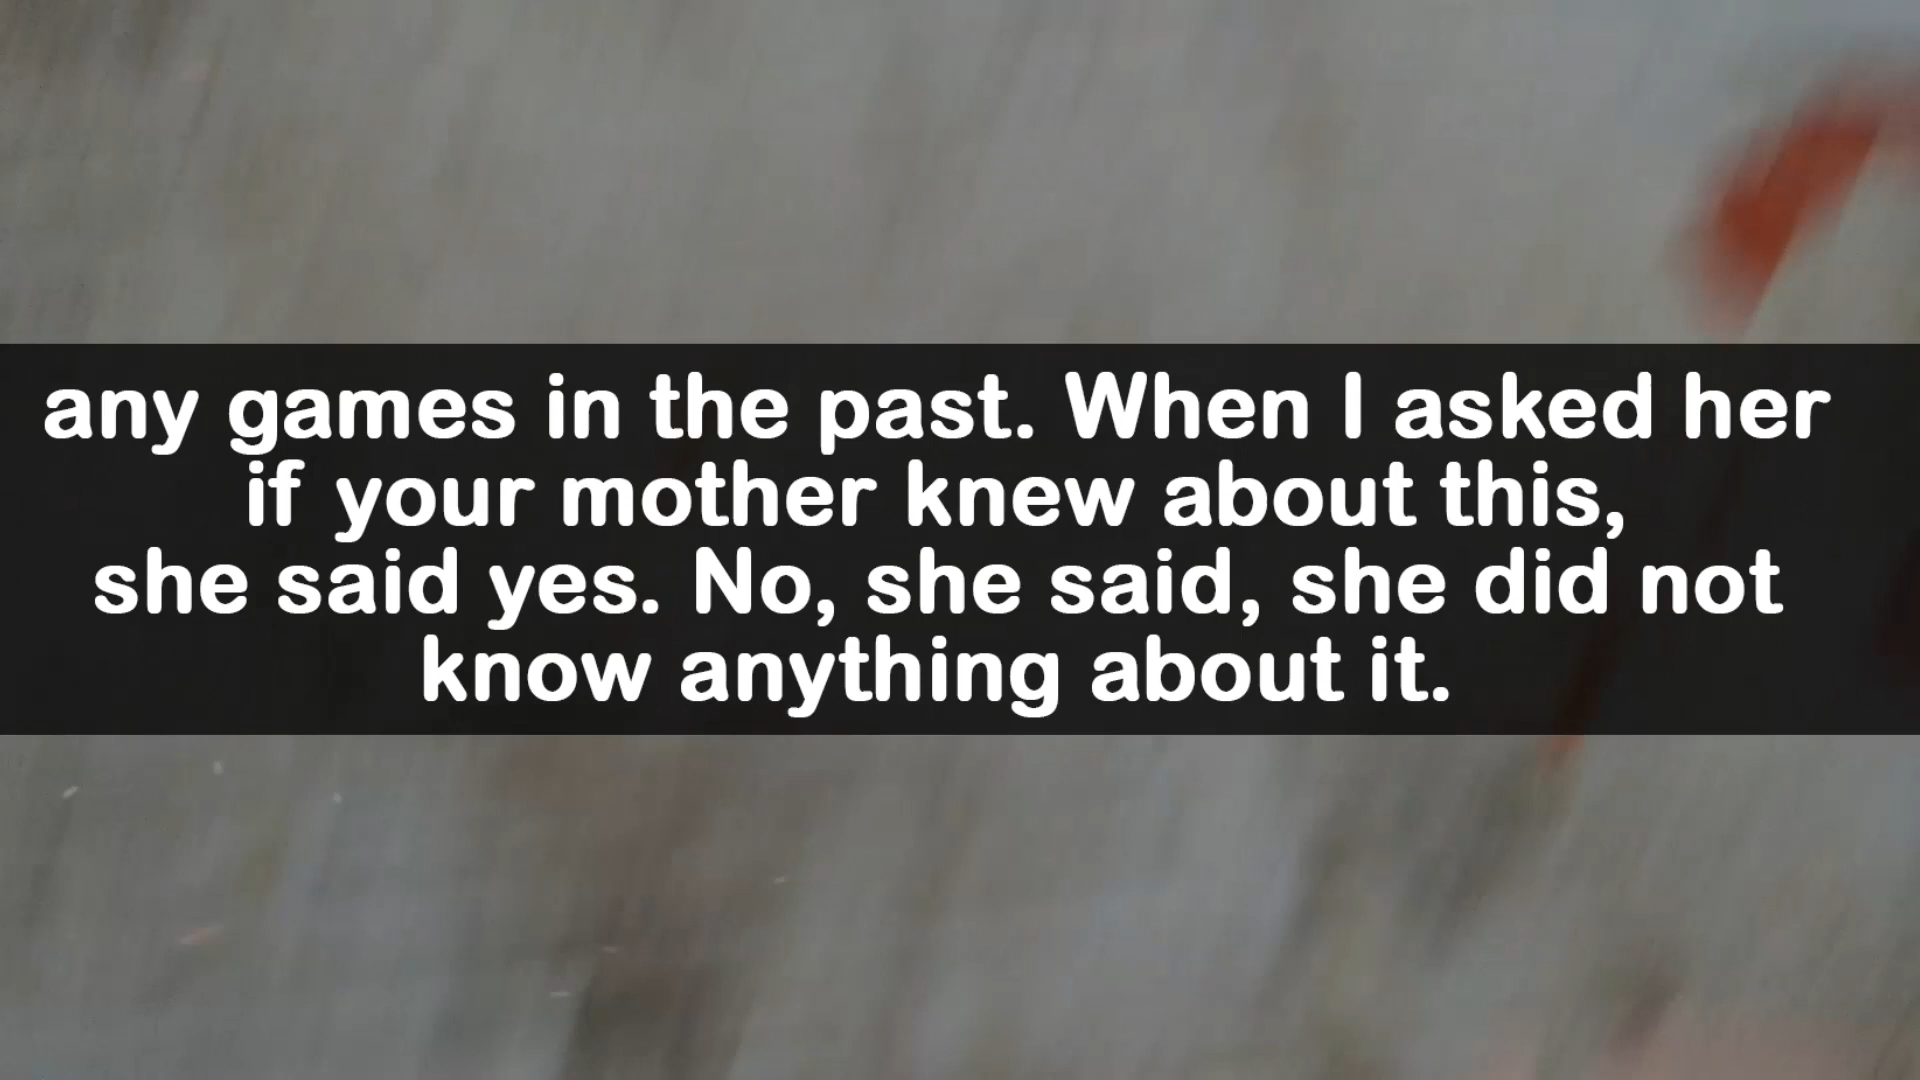 any games in the past. When I asked her
if your mother knew about this,
she said yes. No, she said, she did not
know anything about it.